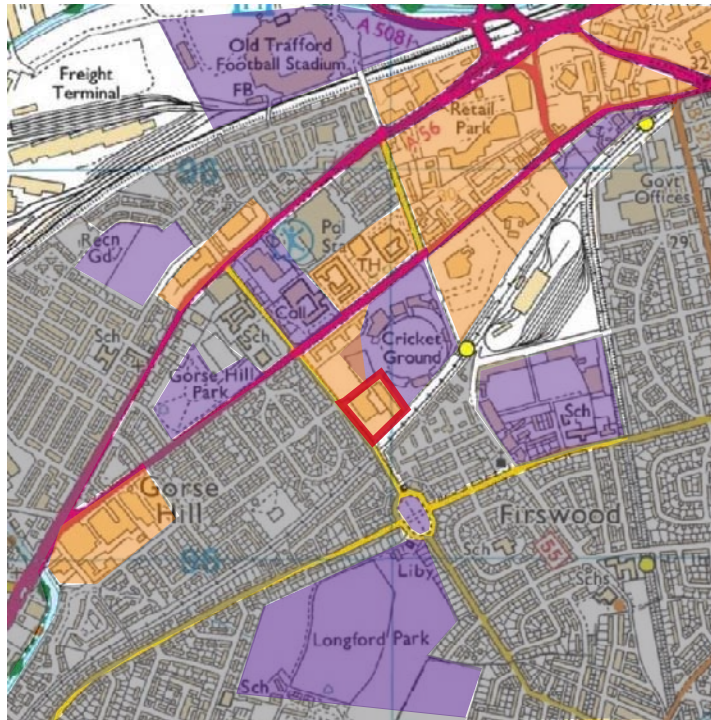 Old Trafford
Football Stadium
FB
A 5081
Freight
Terminal
32
Retail
Park
A 56
98
Govt
Offices
29
Recn
Gd
Pol
Sta
TH
Coll
Sch
Sch
Cricket
Ground
Gorse Hill
Park
Sch
Gorse
Hill
Firswood
96
Sch
55
Schs
Liby
Longford Park
Sch